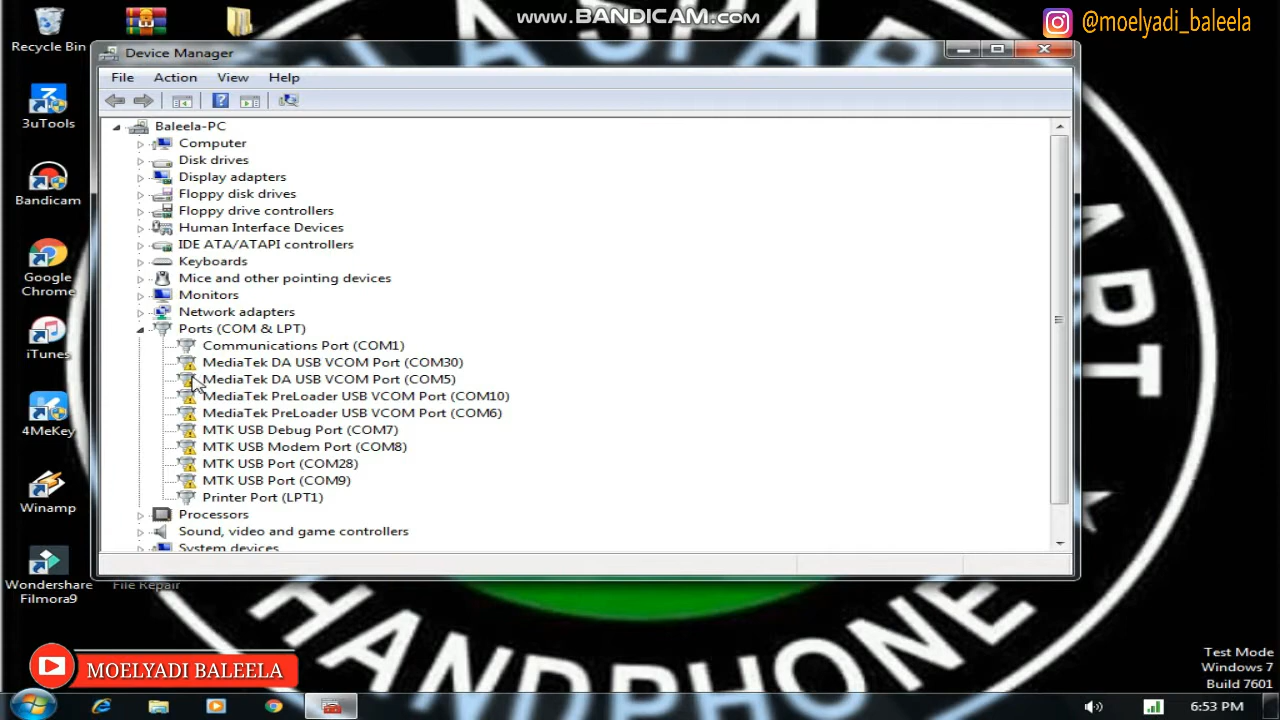 www.BANDICAM.com
@moelyadi_baleela
Recycle Bin
Device Manager
File Action View Help
3uTools
Bandicam
Google
Chrome
iTunes
4MeKey
Winamp
Wondershare
Filmora9
File Repair
Baleela-PC
Computer
Disk drives
Display adapters
Floppy disk drives
Floppy drive controllers
Human Interface Devices
IDE ATA/ATAPI controllers
Keyboards
Mice and other pointing devices
Monitors
Network adapters
Ports (COM & LPT)
Communications Port (COM1)
MediaTek DA USB VCOM Port (COM30)
MediaTek DA USB VCOM Port (COM5)
MediaTek PreLoader USB VCOM Port (COM10)
MediaTek PreLoader USB VCOM Port (COM6)
MTK USB Debug Port (COM7)
MTK USB Modem Port (COM8)
MTK USB Port (COM28)
MTK USB Port (COM9)
Printer Port (LPT1)
Processors
Sound, video and game controllers
System devices
HANDPHONE
MOELYADI BALEELA
Test Mode
Windows 7
Build 7601
6:53 PM